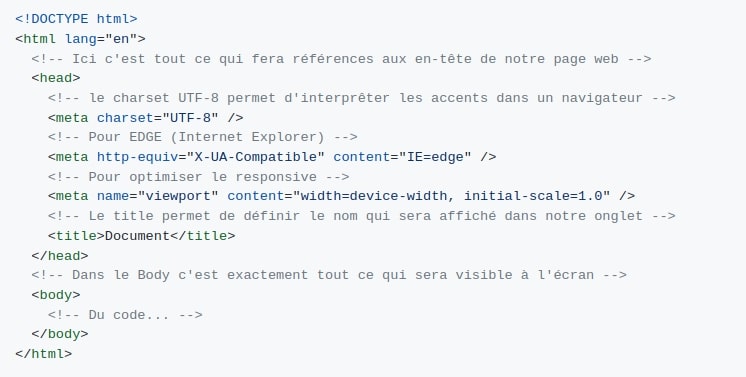 <!DOCTYPE html>
<html lang="en">
  <!-- Ici c'est tout ce qui fera références aux en-tête de notre page web -->
  <head>
    <!-- le charset UTF-8 permet d'interprêter les accents dans un navigateur -->
    <meta charset="UTF-8" />
    <!-- Pour EDGE (Internet Explorer) -->
    <meta http-equiv="X-UA-Compatible" content="IE=edge" />
    <!-- Pour optimiser le responsive -->
    <meta name="viewport" content="width=device-width, initial-scale=1.0" />
    <!-- Le title permet de définir le nom qui sera affiché dans notre onglet -->
    <title>Document</title>
  </head>
  <!-- Dans le Body c'est exactement tout ce qui sera visible à l'écran -->
  <body>
    <!-- Du code... -->
  </body>
</html>